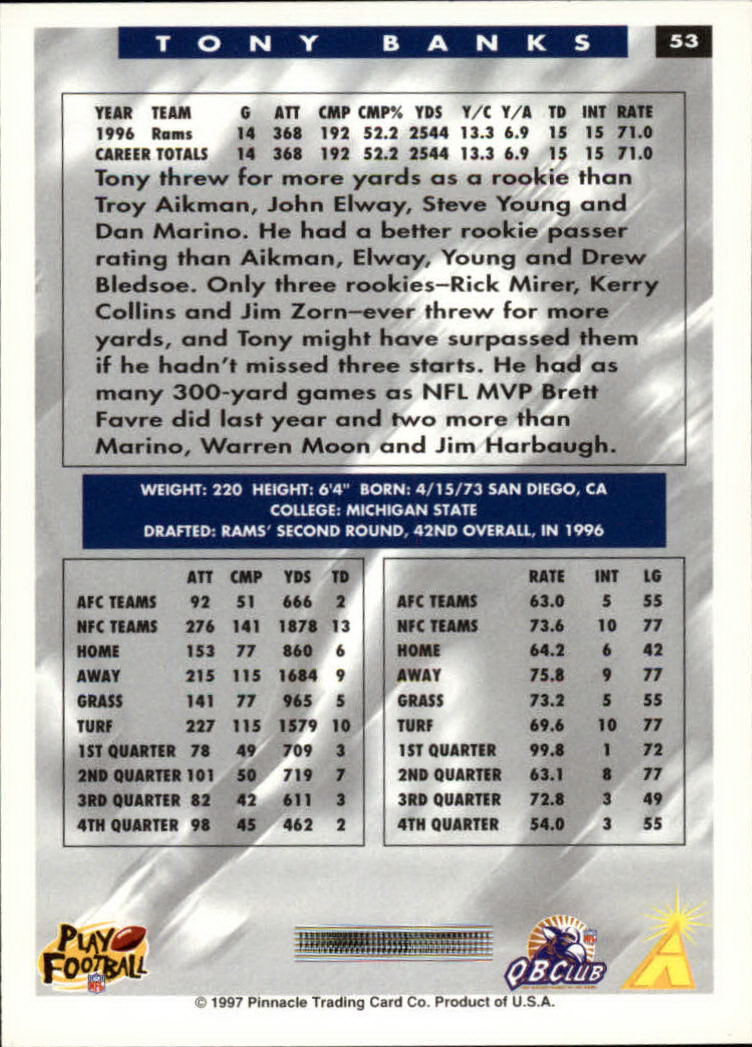 TONY BANKS 53
YEAR TEAM G ATT CMP CMP% YDS Y/C Y/A TD INT RATE
1996 Rams 14 368 192 52.2 2544 13.3 6.9 15 15 71.0
CAREER TOTALS 14 368 192 52.2 2544 13.3 6.9 15 15 71.0
Tony threw for more yards as a rookie than
Troy Aikman, John Elway, Steve Young and
Dan Marino. He had a better rookie passer
rating than Aikman, Elway, Young and Drew
Bledsoe. Only three rookies–Rick Mirer, Kerry
Collins and Jim Zorn–ever threw for more
yards, and Tony might have surpassed them
if he hadn't missed three starts. He had as
many 300-yard games as NFL MVP Brett
Favre did last year and two more than
Marino, Warren Moon and Jim Harbaugh.
WEIGHT: 220 HEIGHT: 6'4" BORN: 4/15/73 SAN DIEGO, CA
COLLEGE: MICHIGAN STATE
DRAFTED: RAMS' SECOND ROUND, 42ND OVERALL, IN 1996
ATT CMP YDS TD
AFC TEAMS 92 51 666 2
NFC TEAMS 276 141 1878 13
HOME 153 77 860 6
AWAY 215 115 1684 9
GRASS 141 77 965 5
TURF 227 115 1579 10
1ST QUARTER 78 49 709 3
2ND QUARTER 101 50 719 7
3RD QUARTER 82 42 611 3
4TH QUARTER 98 45 462 2
RATE INT LG
AFC TEAMS 63.0 5 55
NFC TEAMS 73.6 10 77
HOME 64.2 6 42
AWAY 75.8 9 77
GRASS 73.2 5 55
TURF 69.6 10 77
1ST QUARTER 99.8 1 72
2ND QUARTER 63.1 8 77
3RD QUARTER 72.8 3 49
4TH QUARTER 54.0 3 55
PLAY
FOOTBALL
NFL
NFL
QB CLUB
© 1997 Pinnacle Trading Card Co. Product of U.S.A.